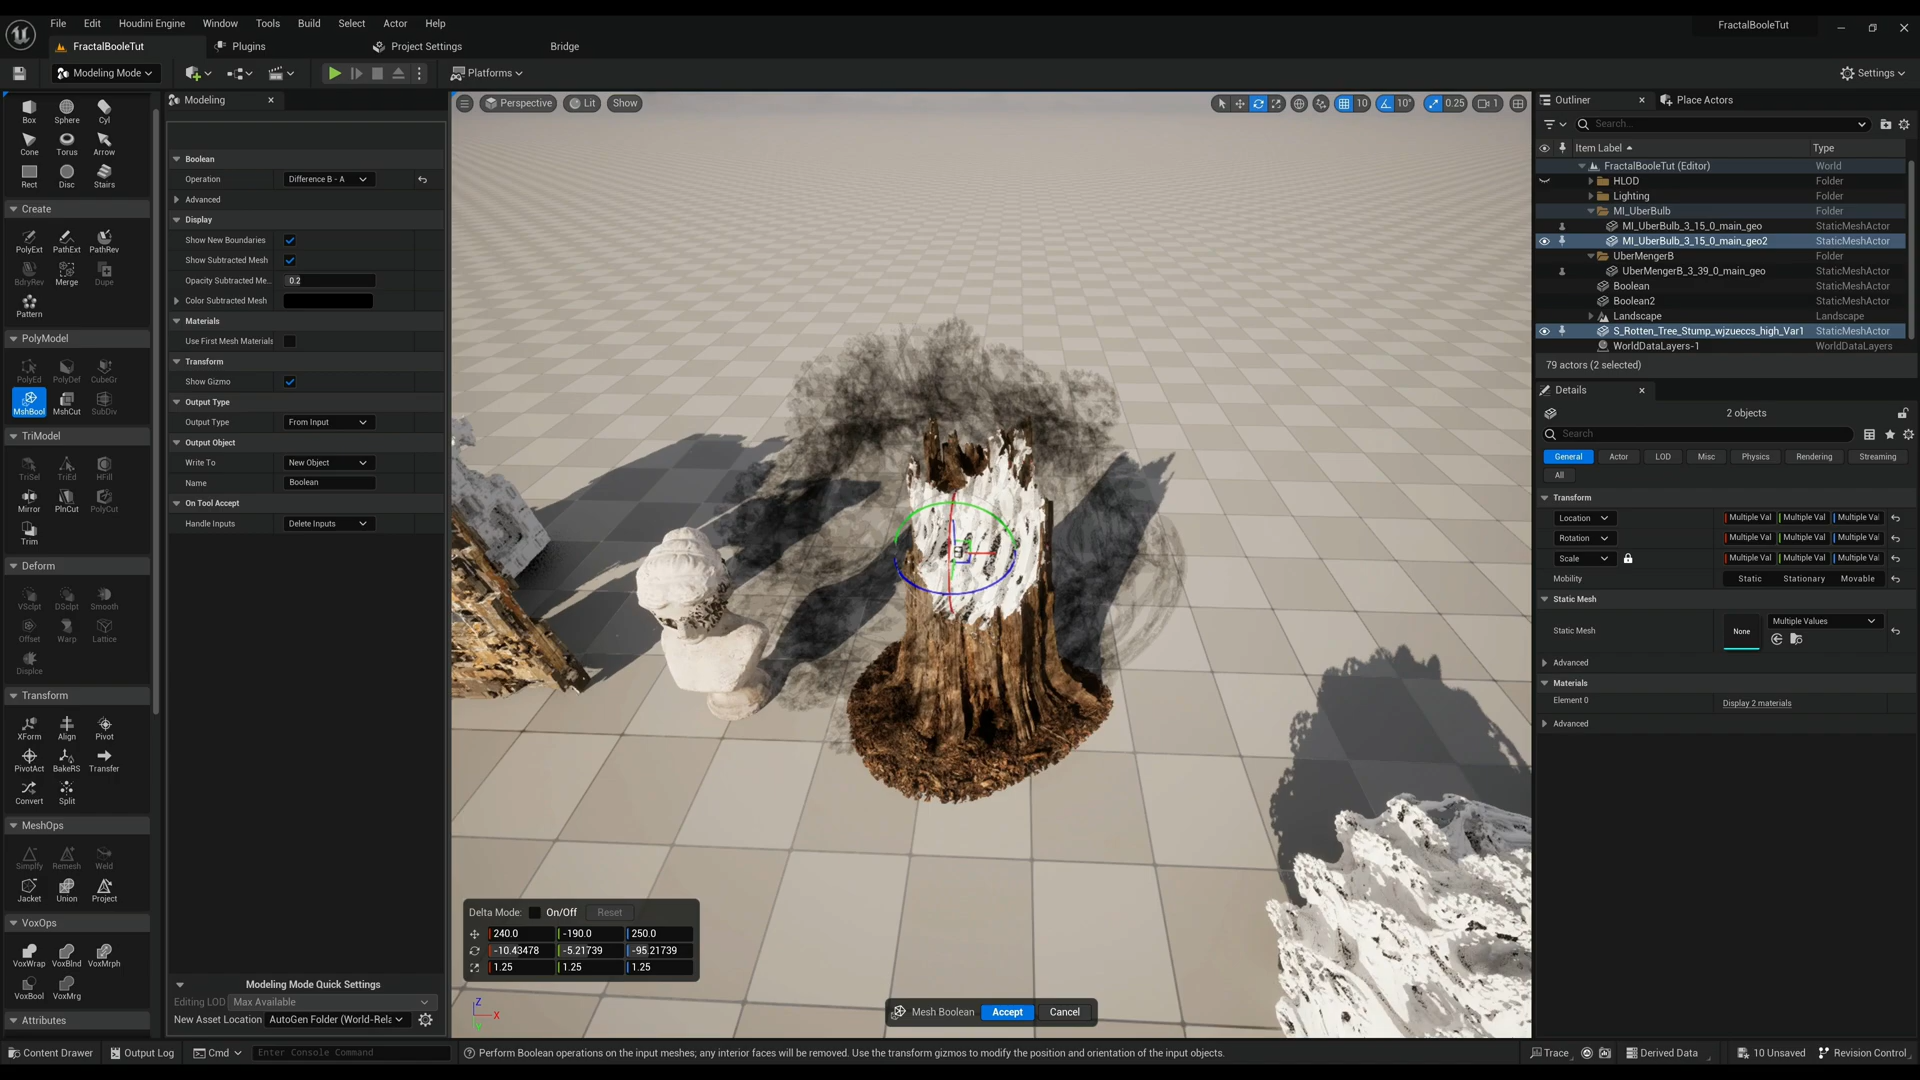 File Edit Houdini Engine Window Tools Build Select Actor Help FractalBooleTut
FractalBooleTut Plugins Project Settings Bridge
Modeling Mode Platforms Settings
Modeling
Perspective Lit Show 10 10° 0.25 1
Outliner Place Actors
Box Sphere Cyl
Cone Torus Arrow
Rect Disc Stairs
Create
PolyExt PathExt PathRev
BdryRev Merge Dupe
Pattern
PolyModel
PolyEd PolyDef CubeGr
MshBool MshCut SubDiv
TriModel
TriSel TriEd HFill
Mirror PlnCut PolyCut
Trim
Deform
VSclpt DSclpt Smooth
Offset Warp Lattice
Displce
Transform
XForm Align Pivot
PivotAct BakeRS Transfer
Convert Split
MeshOps
Simplfy Remesh Weld
Jacket Union Project
VoxOps
VoxWrap VoxBlnd VoxMrph
VoxBool VoxMrg
Attributes
Boolean
Operation Difference B - A
Advanced
Display
Show New Boundaries
Show Subtracted Mesh
Opacity Subtracted Me... 0.2
Color Subtracted Mesh
Materials
Use First Mesh Materials
Transform
Show Gizmo
Output Type
Output Type From Input
Output Object
Write To New Object
Name Boolean
On Tool Accept
Handle Inputs Delete Inputs
Modeling Mode Quick Settings
Editing LOD Max Available
New Asset Location AutoGen Folder (World-Rela
Delta Mode: On/Off Reset
240.0 -190.0 250.0
-10.43478 -5.21739 -95.21739
1.25 1.25 1.25
Z
X
Y
Mesh Boolean Accept Cancel
Search...
Item Label Type
FractalBooleTut (Editor) World
HLOD Folder
Lighting Folder
MI_UberBulb Folder
MI_UberBulb_3_15_0_main_geo StaticMeshActor
MI_UberBulb_3_15_0_main_geo2 StaticMeshActor
UberMengerB Folder
UberMengerB_3_39_0_main_geo StaticMeshActor
Boolean StaticMeshActor
Boolean2 StaticMeshActor
Landscape Landscape
S_Rotten_Tree_Stump_wjzueccs_high_Var1 StaticMeshActor
WorldDataLayers-1 WorldDataLayers
79 actors (2 selected)
Details
2 objects
Search
General Actor LOD Misc Physics Rendering Streaming
All
Transform
Location Multiple Val Multiple Val Multiple Val
Rotation Multiple Val Multiple Val Multiple Val
Scale Multiple Val Multiple Val Multiple Val
Mobility Static Stationary Movable
Static Mesh
Static Mesh None Multiple Values
Advanced
Materials
Element 0 Display 2 materials
Advanced
Content Drawer Output Log Cmd Enter Console Command Perform Boolean operations on the input meshes; any interior faces will be removed. Use the transform gizmos to modify the position and orientation of the input objects. Trace Derived Data 10 Unsaved Revision Control